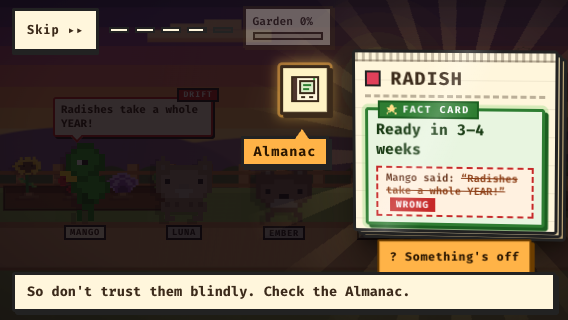 Skip ▸▸
Garden 0%
DRIFT
Radishes take a whole
YEAR!
Almanac
MANGO
LUNA
EMBER
RADISH
FACT CARD
Ready in 3–4
weeks
Mango said: "Radishes
take a whole YEAR!"
WRONG
? Something's off
So don't trust them blindly. Check the Almanac.